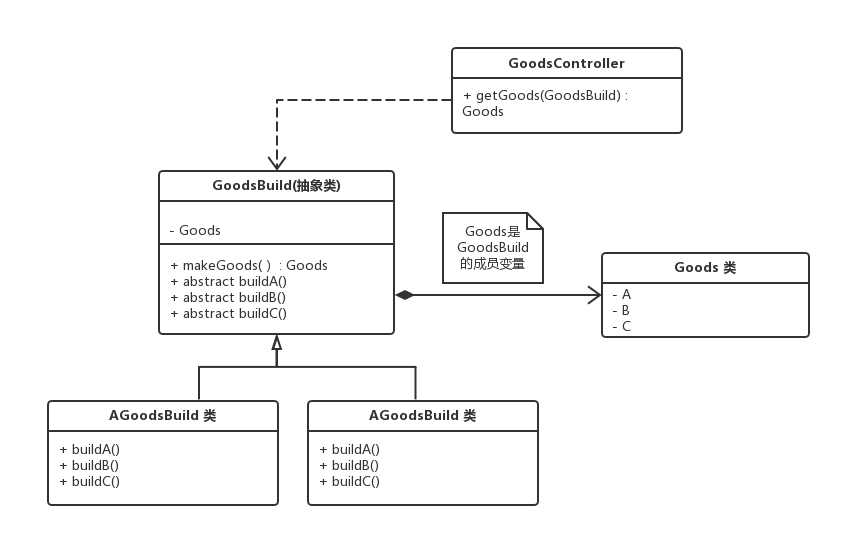 GoodsController
+ getGoods(GoodsBuild) :
Goods
GoodsBuild(抽象类)
- Goods
+ makeGoods( ) : Goods
+ abstract buildA()
+ abstract buildB()
+ abstract buildC()
Goods是
GoodsBuild
的成员变量
Goods 类
- A
- B
- C
AGoodsBuild 类
+ buildA()
+ buildB()
+ buildC()
AGoodsBuild 类
+ buildA()
+ buildB()
+ buildC()